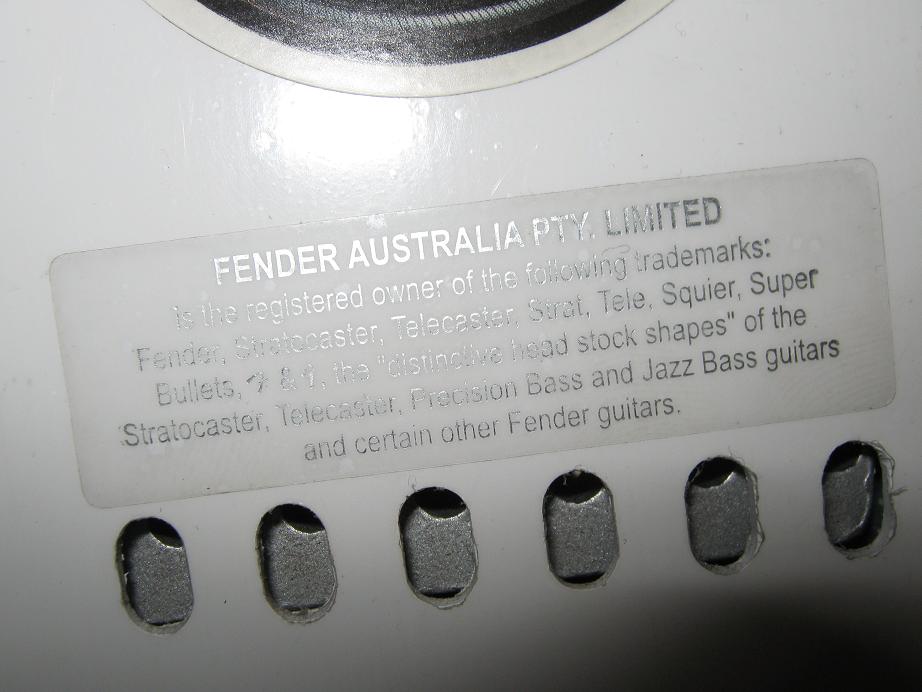 FENDER AUSTRALIA PTY. LIMITED
is the registered owner of the following trademarks:
Fender, Stratocaster, Telecaster, Strat, Tele, Squier, Super
Bullets, & the "distinctive head stock shapes" of the
Stratocaster, Telecaster, Precision Bass and Jazz Bass guitars
and certain other Fender guitars.